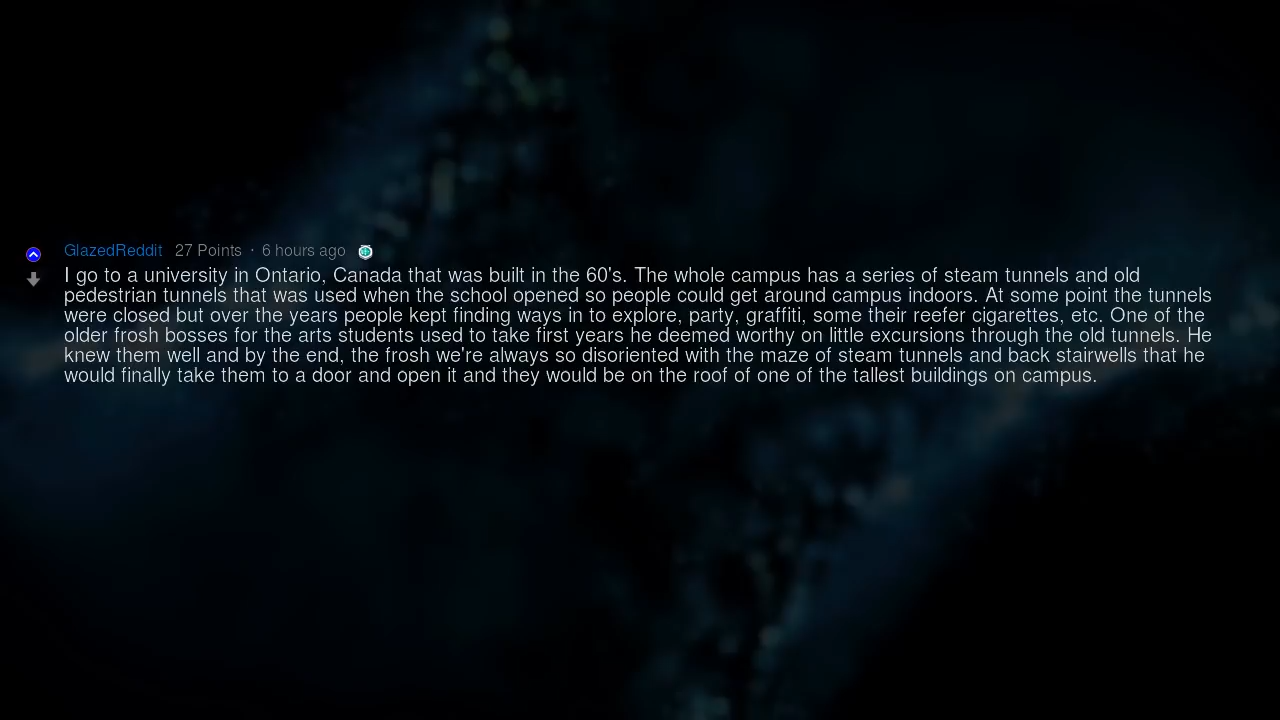 GlazedReddit 27 Points · 6 hours ago
I go to a university in Ontario, Canada that was built in the 60's. The whole campus has a series of steam tunnels and old
pedestrian tunnels that was used when the school opened so people could get around campus indoors. At some point the tunnels
were closed but over the years people kept finding ways in to explore, party, graffiti, some their reefer cigarettes, etc. One of the
older frosh bosses for the arts students used to take first years he deemed worthy on little excursions through the old tunnels. He
knew them well and by the end, the frosh we're always so disoriented with the maze of steam tunnels and back stairwells that he
would finally take them to a door and open it and they would be on the roof of one of the tallest buildings on campus.